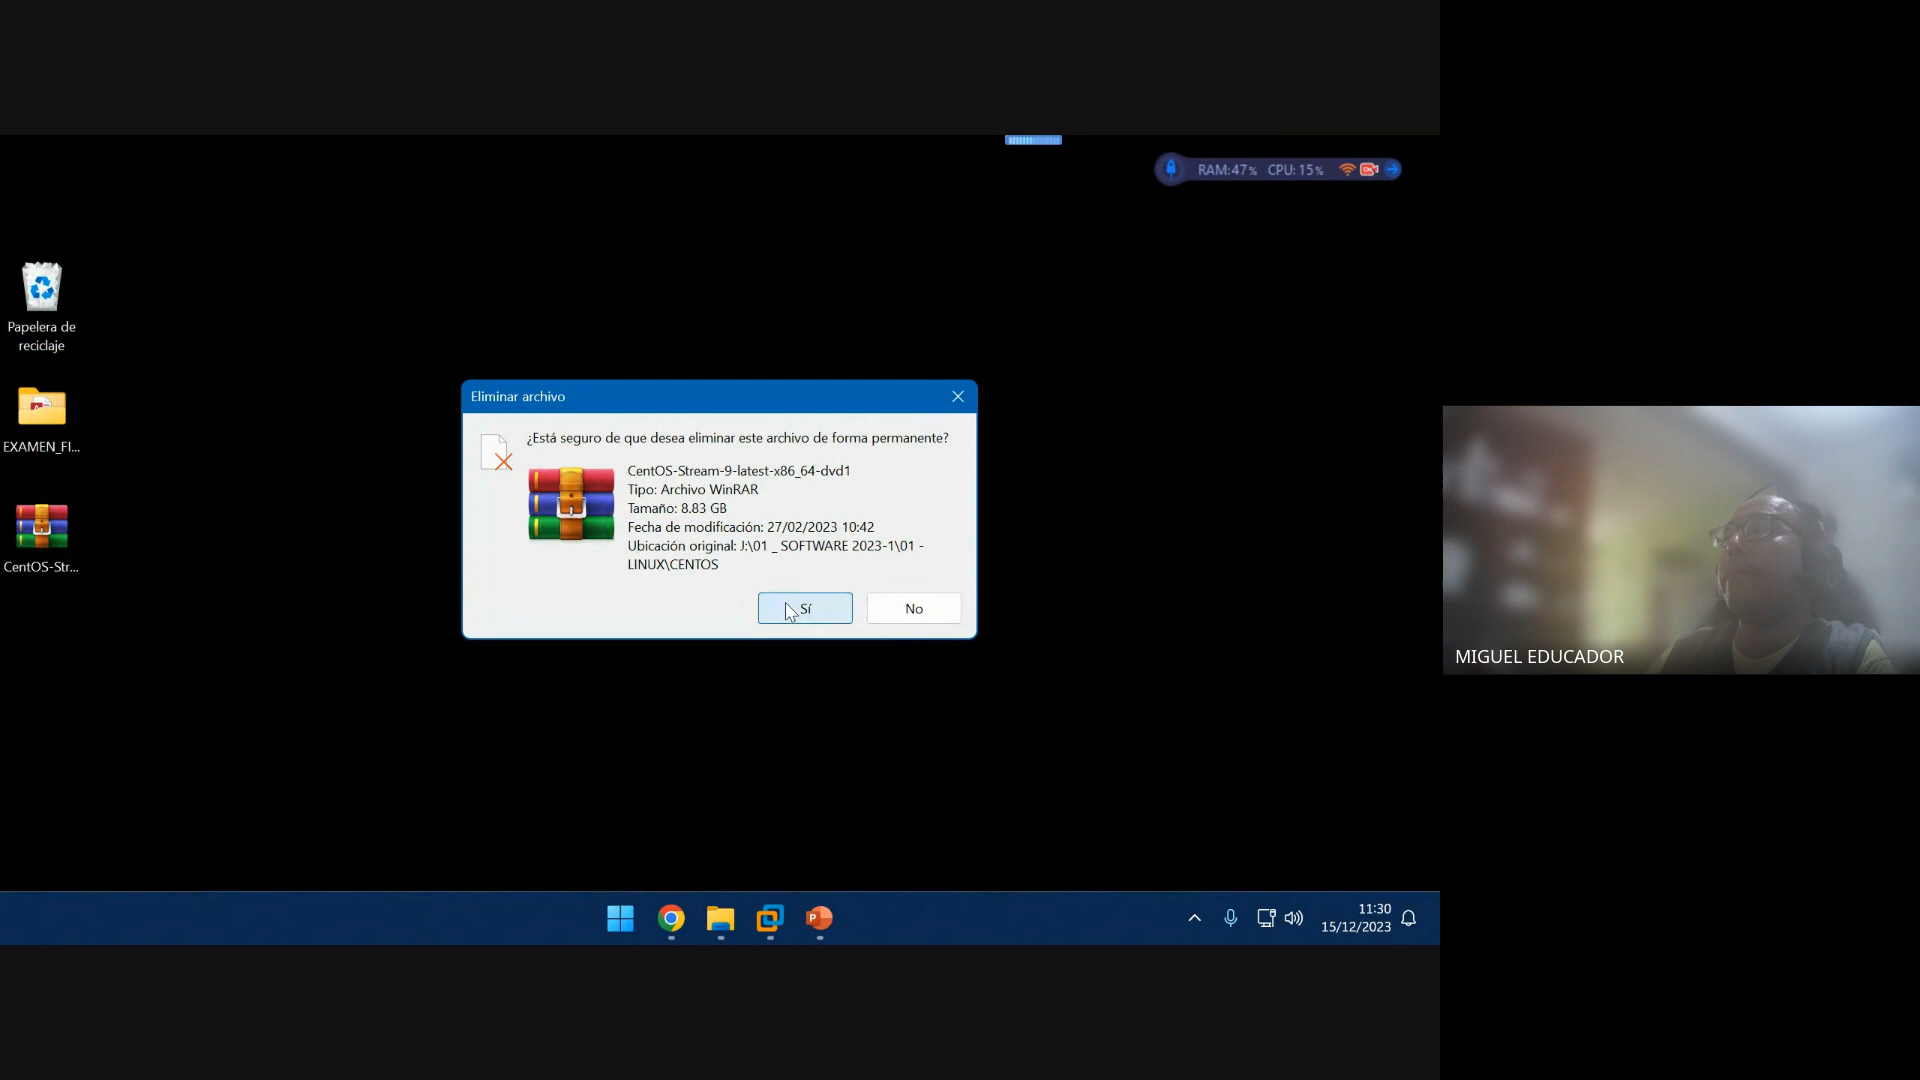 RAM:47% CPU:15%
Papelera de
reciclaje
EXAMEN_FI...
CentOS-Str...
Eliminar archivo
¿Está seguro de que desea eliminar este archivo de forma permanente?
CentOS-Stream-9-latest-x86_64-dvd1
Tipo: Archivo WinRAR
Tamaño: 8.83 GB
Fecha de modificación: 27/02/2023 10:42
Ubicación original: J:\01 _ SOFTWARE 2023-1\01 -
LINUX\CENTOS
Sí No
MIGUEL EDUCADOR
11:30
15/12/2023